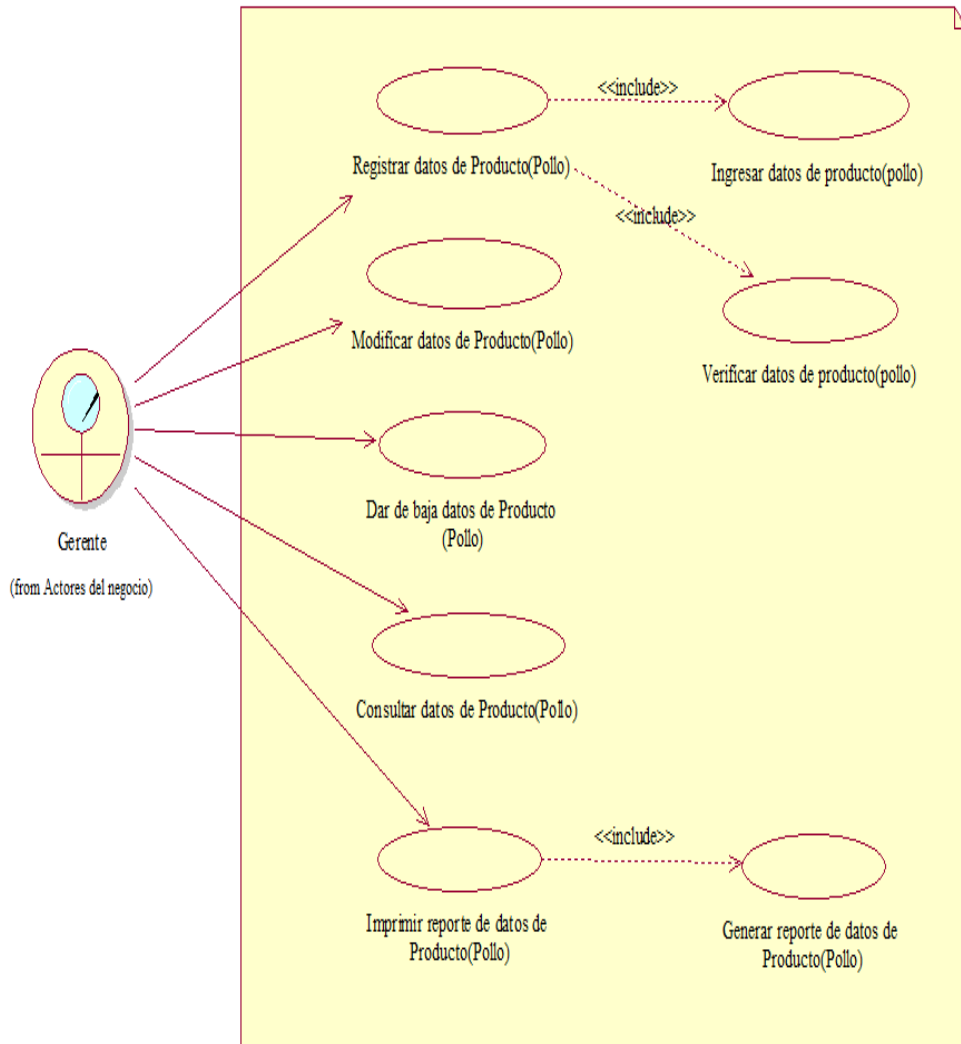 <<include>>
Registrar datos de Producto(Pollo)
Ingresar datos de producto(pollo)
<<include>>
Modificar datos de Producto(Pollo)
Verificar datos de producto(pollo)
Dar de baja datos de Producto
(Pollo)
Gerente
(from Actores del negocio)
Consultar datos de Producto(Pollo)
<<include>>
Imprimir reporte de datos de
Producto(Pollo)
Generar reporte de datos de
Producto(Pollo)